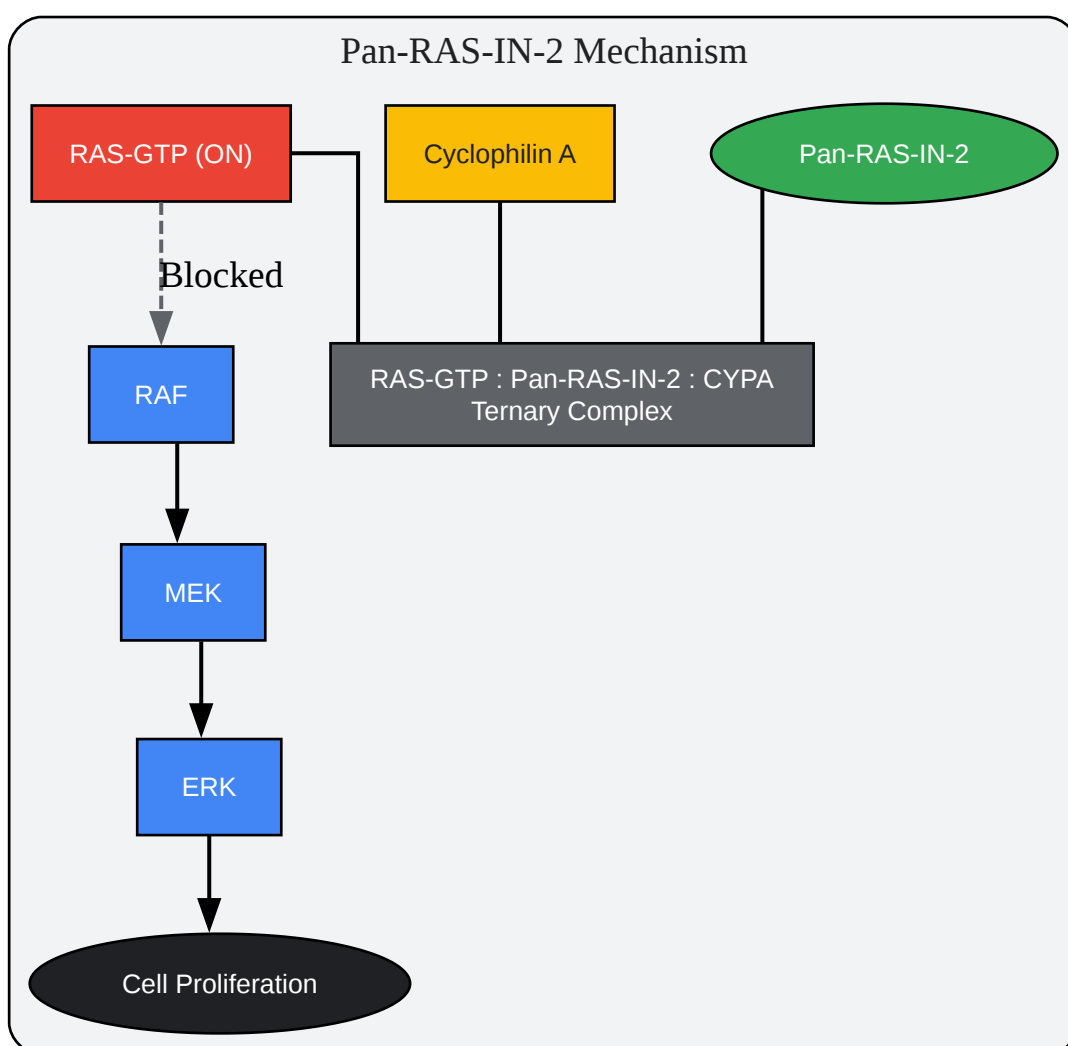 Pan-RAS-IN-2 Mechanism
RAS-GTP (ON)
Cyclophilin A
Pan-RAS-IN-2
Blocked
RAF
RAS-GTP : Pan-RAS-IN-2 : CYPA
Ternary Complex
MEK
ERK
Cell Proliferation